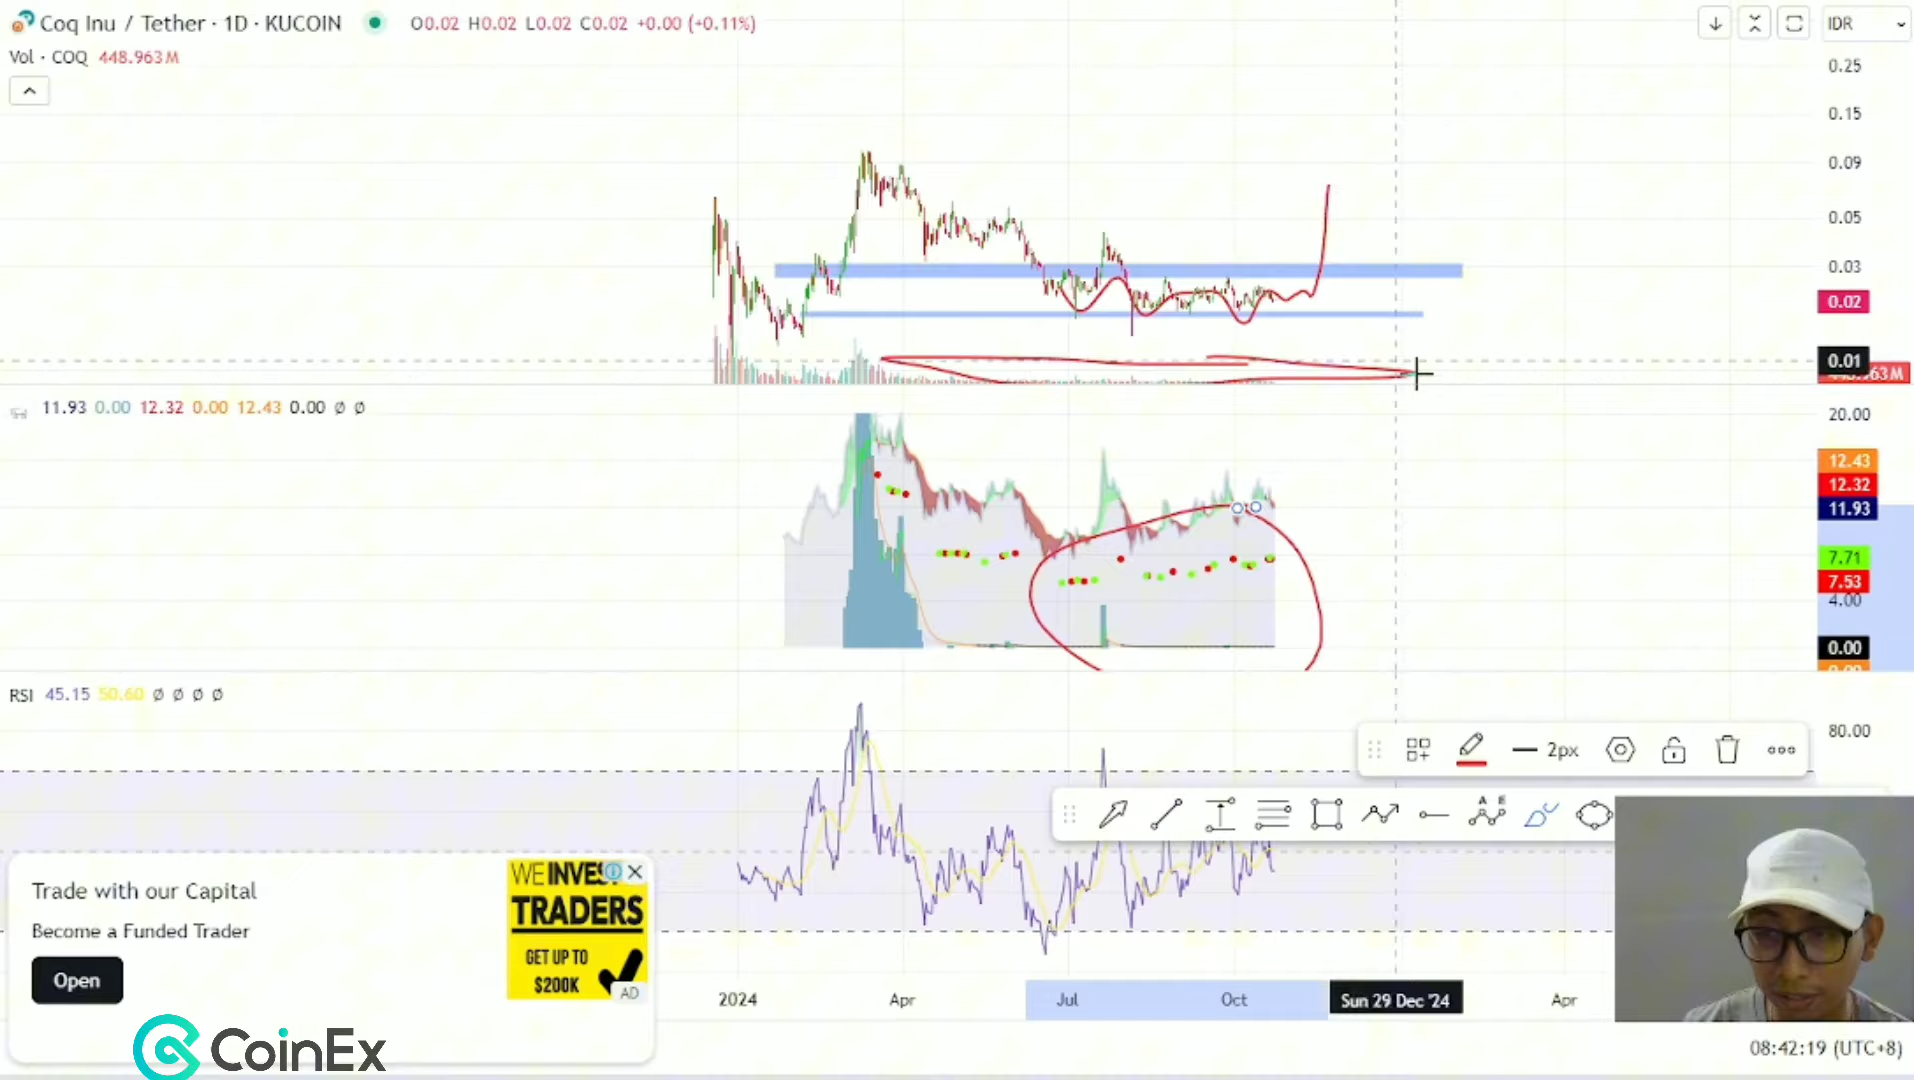 Coq Inu / Tether · 1D · KUCOIN O0.02 H0.02 L0.02 C0.02 +0.00 (+0.11%)
IDR
Vol · COQ 448.963M
0.25
0.15
0.09
0.05
0.03
0.02
0.01
63M
11.93 0.00 12.32 0.00 12.43 0.00 Ø Ø
20.00
12.43
12.32
11.93
7.71
7.53
4.00
0.00
RSI 45.15 50.60 Ø Ø Ø Ø
80.00
2px
A E
Trade with our Capital
Become a Funded Trader
Open
WE INVES
TRADERS
GET UP TO
$200K
AD
2024 Apr Jul Oct Sun 29 Dec '24 Apr
CoinEx
08:42:19 (UTC+8)